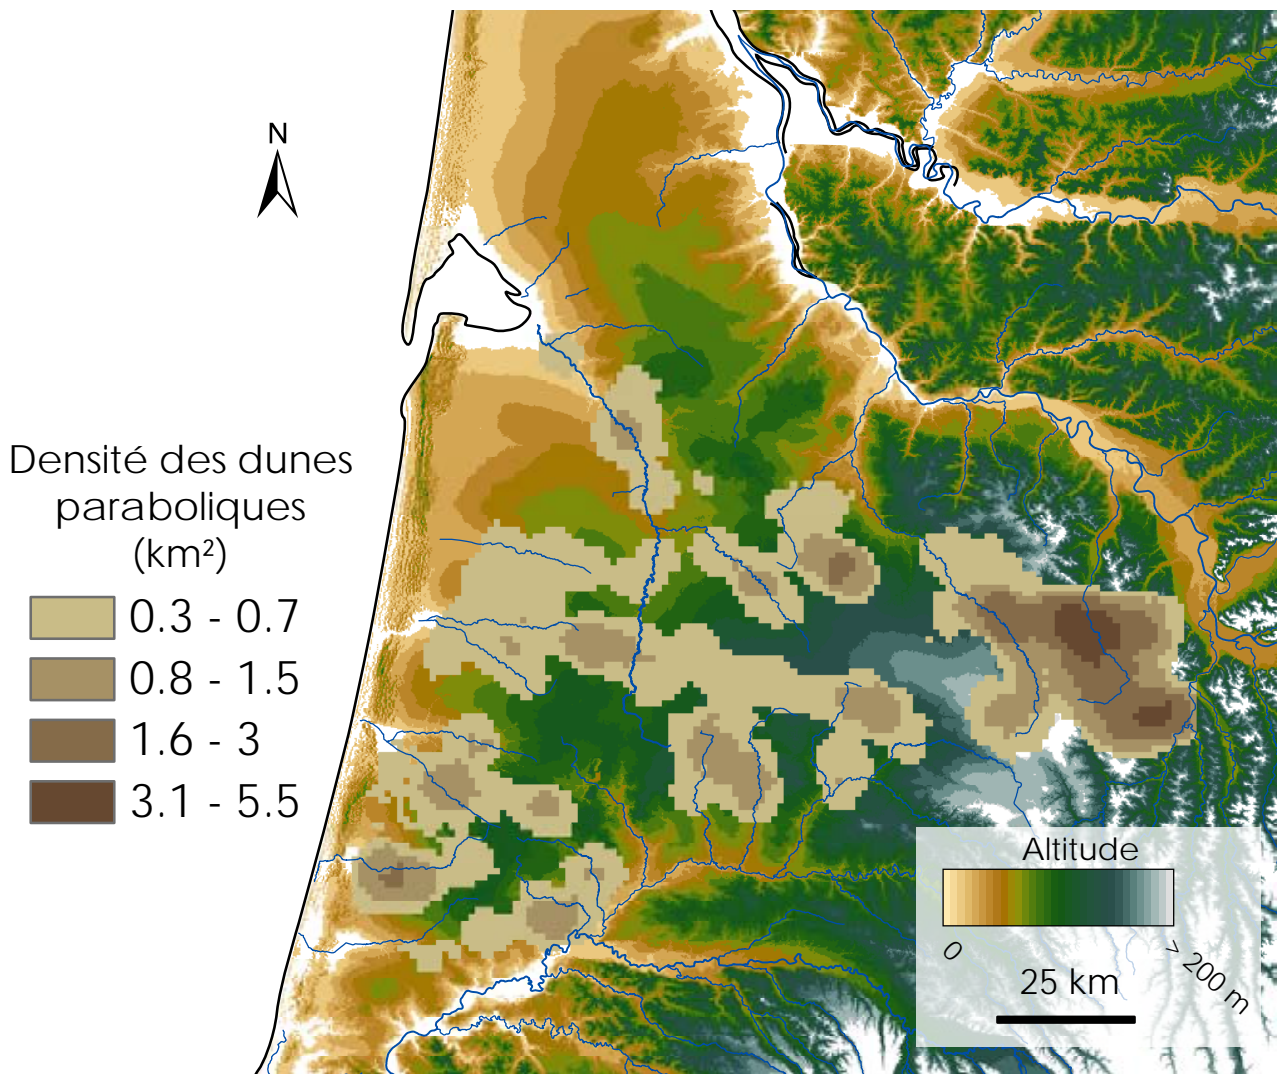 N
Densité des dunes
paraboliques
(km²)
0.3 - 0.7
0.8 - 1.5
1.6 - 3
3.1 - 5.5
Altitude
0
> 200 m
25 km